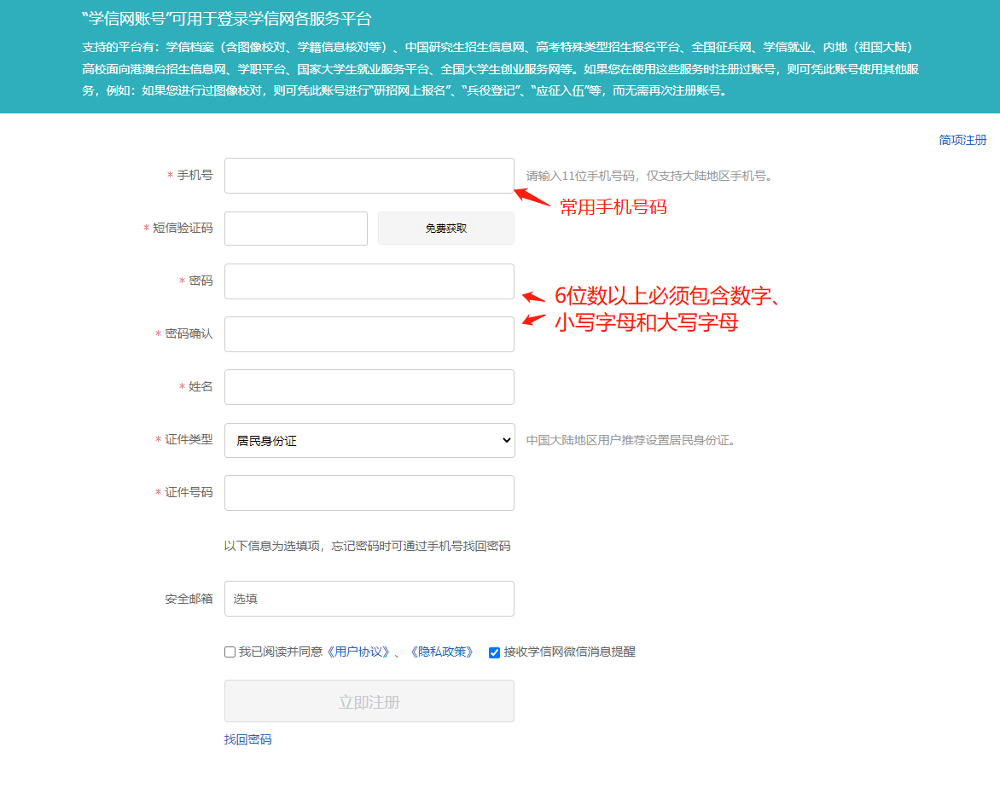 “学信网账号”可用于登录学信网各服务平台
支持的平台有：学信档案（含图像校对、学籍信息核对等）、中国研究生招生信息网、高考特殊类型招生报名平台、全国征兵网、学信就业、内地（祖国大陆）
高校面向港澳台招生信息网、学职平台、国家大学生就业服务平台、全国大学生创业服务网等。如果您在使用这些服务时注册过账号，则可凭此账号使用其他服
务，例如：如果您进行过图像校对，则可凭此账号进行“研招网上报名”、“兵役登记”、“应征入伍”等，而无需再次注册账号。
简项注册
* 手机号 请输入11位手机号码，仅支持大陆地区手机号。
常用手机号码
* 短信验证码 免费获取
* 密码
6位数以上必须包含数字、
小写字母和大写字母
* 密码确认
* 姓名
* 证件类型 居民身份证 中国大陆地区用户推荐设置居民身份证。
* 证件号码
以下信息为选填项，忘记密码时可通过手机号找回密码
安全邮箱 选填
我已阅读并同意《用户协议》、《隐私政策》 接收学信网微信消息提醒
立即注册
找回密码